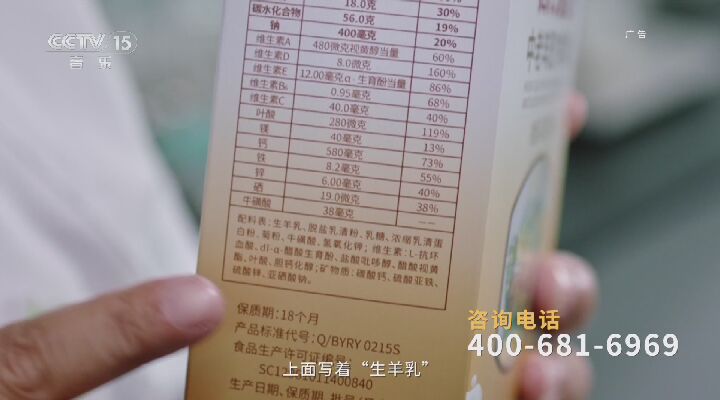 CCTV 15
音乐
广告
18.0克
碳水化合物 56.0克 30%
钠 400毫克 19%
维生素A 480微克视黄醇当量 20%
维生素D 8.0微克 60%
维生素E 12.00毫克α-生育酚当量 160%
维生素B₆ 0.95毫克 86%
维生素C 40.0毫克 68%
叶酸 280微克 40%
镁 40毫克 119%
钙 580毫克 13%
铁 8.2毫克 73%
锌 6.00毫克 55%
硒 19.0微克 40%
牛磺酸 38毫克 38%
配料表:生羊乳、脱盐乳清粉、乳糖、浓缩乳清蛋
白粉、菊粉、牛磺酸、氢氧化钾;维生素:L-抗坏
血酸、dl-α-醋酸生育酚、盐酸吡哆醇、醋酸视黄
酯、叶酸、胆钙化醇;矿物质:碳酸钙、硫酸亚铁、
硫酸锌、亚硒酸钠。
保质期:18个月
产品标准代号:Q/BYRY 0215S
食品生产许可证编号:
生产日期、保质期
咨询电话
400-681-6969
上面写着“生羊乳”